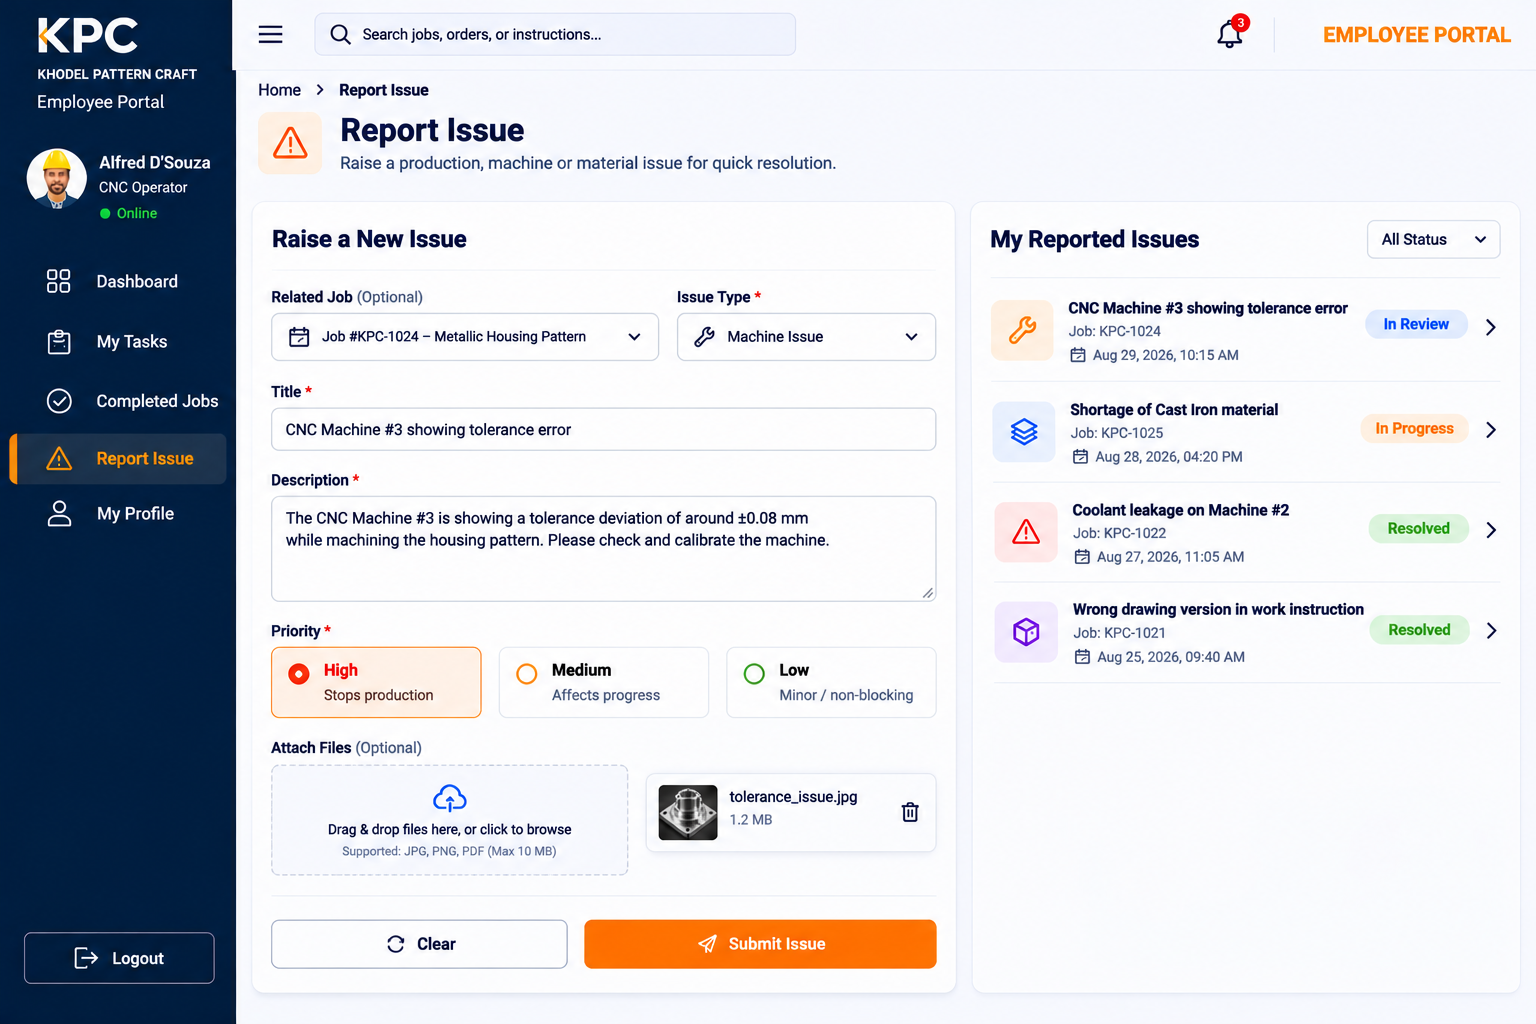 KPC
KHODEL PATTERN CRAFT
Employee Portal
Alfred D'Souza
CNC Operator
Online
Dashboard
My Tasks
Completed Jobs
Report Issue
My Profile
Logout
Search jobs, orders, or instructions...
3
EMPLOYEE PORTAL
Home > Report Issue
Report Issue
Raise a production, machine or material issue for quick resolution.
Raise a New Issue
Related Job (Optional)
Issue Type *
Job #KPC-1024 – Metallic Housing Pattern
Machine Issue
Title *
CNC Machine #3 showing tolerance error
Description *
The CNC Machine #3 is showing a tolerance deviation of around ±0.08 mm
while machining the housing pattern. Please check and calibrate the machine.
Priority *
High
Stops production
Medium
Affects progress
Low
Minor / non-blocking
Attach Files (Optional)
Drag & drop files here, or click to browse
Supported: JPG, PNG, PDF (Max 10 MB)
tolerance_issue.jpg
1.2 MB
Clear
Submit Issue
My Reported Issues
All Status
CNC Machine #3 showing tolerance error
Job: KPC-1024
Aug 29, 2026, 10:15 AM
In Review
Shortage of Cast Iron material
Job: KPC-1025
Aug 28, 2026, 04:20 PM
In Progress
Coolant leakage on Machine #2
Job: KPC-1022
Aug 27, 2026, 11:05 AM
Resolved
Wrong drawing version in work instruction
Job: KPC-1021
Aug 25, 2026, 09:40 AM
Resolved